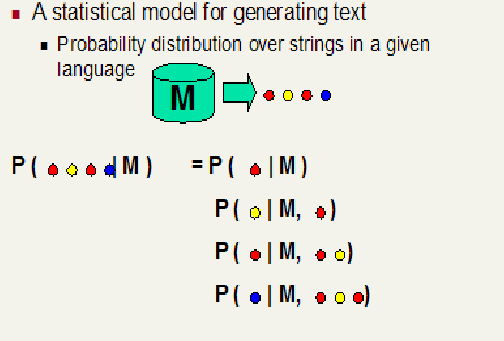 A statistical model for generating text
Probability distribution over strings in a given
language
M
P ( | M ) = P ( | M )
P ( | M, )
P ( | M, )
P ( | M, )